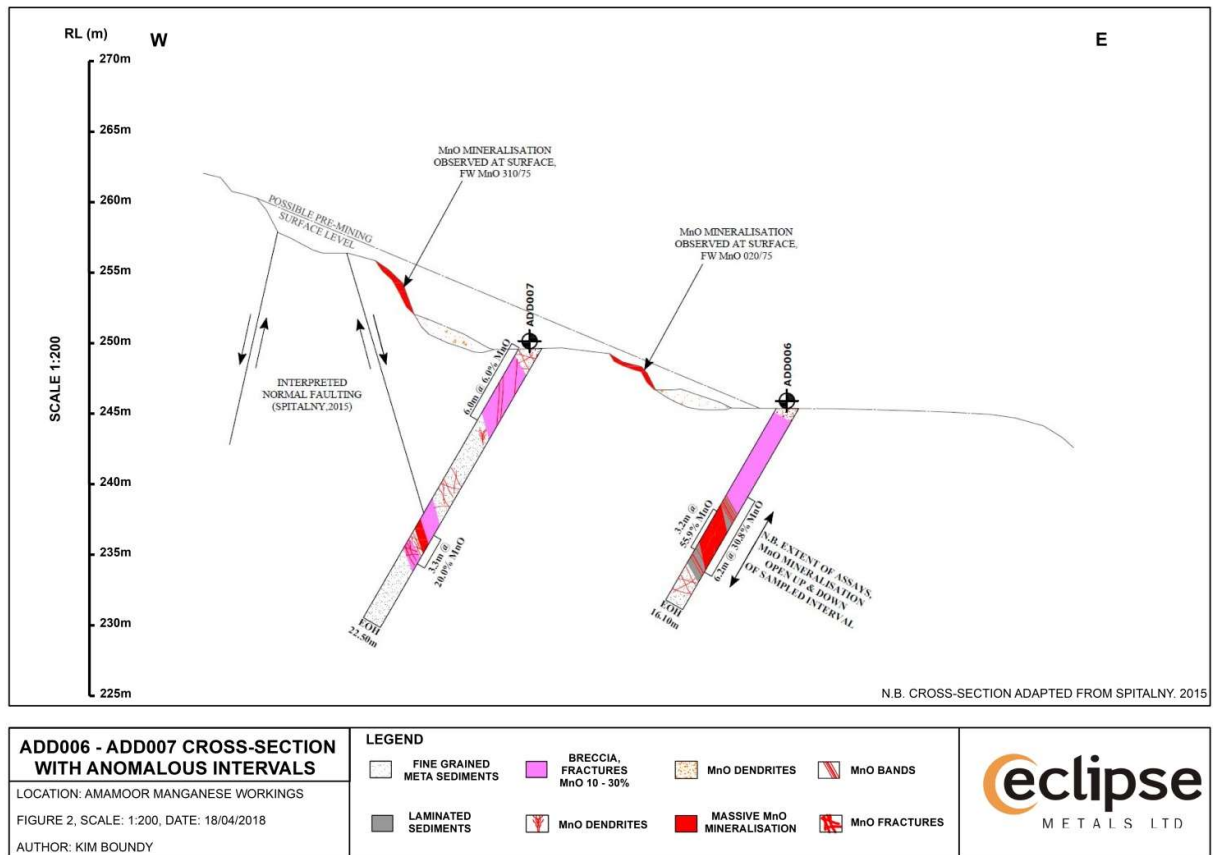 RL (m)
W
E
270m
265m
260m
255m
250m
245m
240m
235m
230m
225m
SCALE 1:200
MnO MINERALISATION
OBSERVED AT SURFACE,
FW MnO 310/75
POSSIBLE PRE-MINING
SURFACE LEVEL
MnO MINERALISATION
OBSERVED AT SURFACE,
FW MnO 020/75
ADD007
ADD006
6.0m @ 6.0% MnO
INTERPRETED
NORMAL FAULTING
(SPITALNY,2015)
3.3m @
20.0% MnO
EOH
22.50m
3.2m @
55.9% MnO
6.2m @ 30.8% MnO
EOH
16.10m
N.B. EXTENT OF ASSAYS,
MnO MINERALISATION
OPEN UP & DOWN
OF SAMPLED INTERVAL
N.B. CROSS-SECTION ADAPTED FROM SPITALNY. 2015
ADD006 - ADD007 CROSS-SECTION
WITH ANOMALOUS INTERVALS
LOCATION: AMAMOOR MANGANESE WORKINGS
FIGURE 2, SCALE: 1:200, DATE: 18/04/2018
AUTHOR: KIM BOUNDY
LEGEND
FINE GRAINED
META SEDIMENTS
BRECCIA,
FRACTURES
MnO 10 - 30%
MnO DENDRITES
MnO BANDS
LAMINATED
SEDIMENTS
MnO DENDRITES
MASSIVE MnO
MINERALISATION
MnO FRACTURES
eclipse
METALS LTD